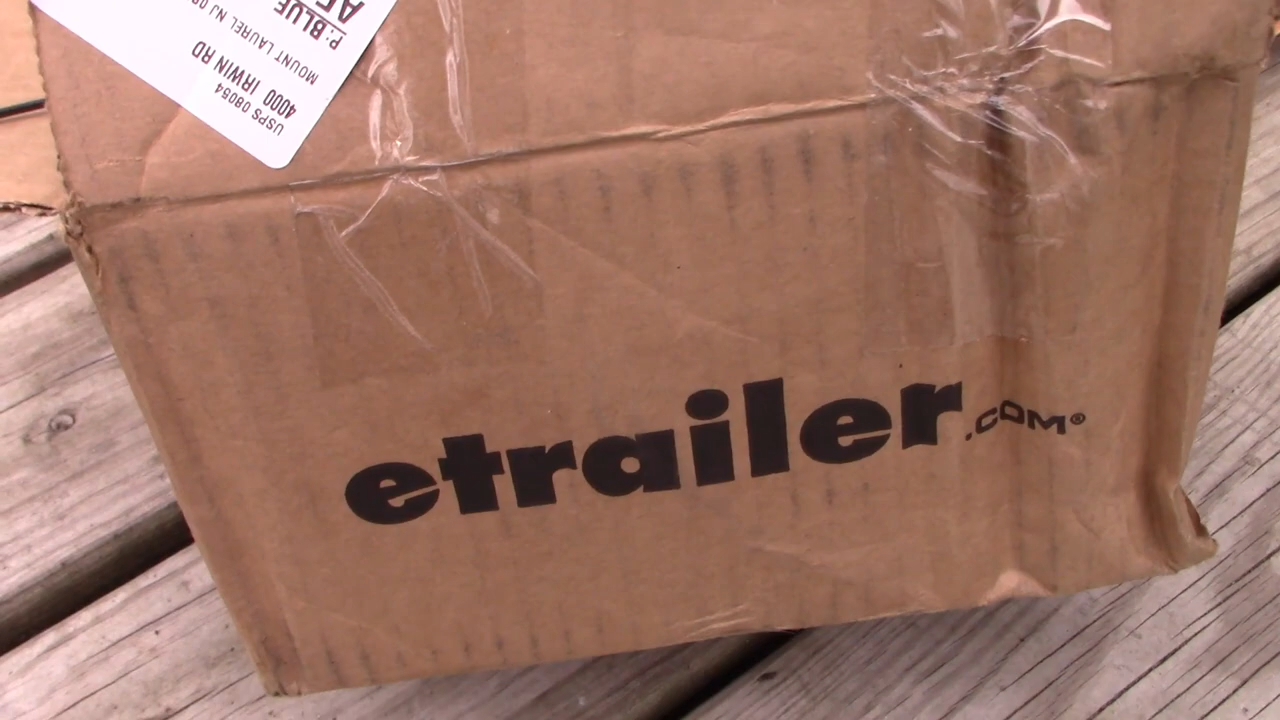 P: BLUE
MOUNT LAUREL NJ
4000 IRWIN RD
USPS 08054
etrailer.COM®